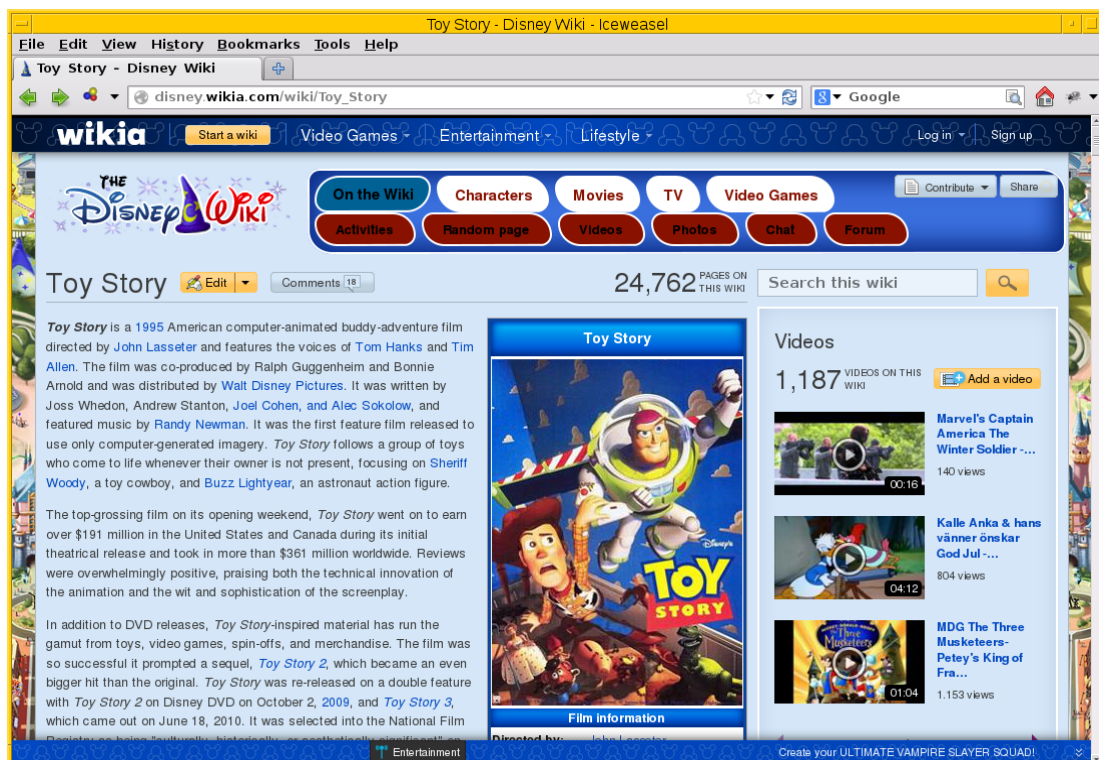 Toy Story - Disney Wiki - Iceweasel
File Edit View History Bookmarks Tools Help
Toy Story - Disney Wiki
disney.wikia.com/wiki/Toy_Story
Google
wikia
Start a wiki
Video Games
Entertainment
Lifestyle
Log in
Sign up
THE
DISNEY WIKI
On the Wiki
Characters
Movies
TV
Video Games
Contribute
Share
Activities
Random page
Videos
Photos
Chat
Forum
Toy Story
Edit
Comments 18
24,762 PAGES ON
THIS WIKI
Search this wiki
Toy Story is a 1995 American computer-animated buddy-adventure film
directed by John Lasseter and features the voices of Tom Hanks and Tim
Allen. The film was co-produced by Ralph Guggenheim and Bonnie
Arnold and was distributed by Walt Disney Pictures. It was written by
Joss Whedon, Andrew Stanton, Joel Cohen, and Alec Sokolow, and
featured music by Randy Newman. It was the first feature film released to
use only computer-generated imagery. Toy Story follows a group of toys
who come to life whenever their owner is not present, focusing on Sheriff
Woody, a toy cowboy, and Buzz Lightyear, an astronaut action figure.
The top-grossing film on its opening weekend, Toy Story went on to earn
over $191 million in the United States and Canada during its initial
theatrical release and took in more than $361 million worldwide. Reviews
were overwhelmingly positive, praising both the technical innovation of
the animation and the wit and sophistication of the screenplay.
In addition to DVD releases, Toy Story-inspired material has run the
gamut from toys, video games, spin-offs, and merchandise. The film was
so successful it prompted a sequel, Toy Story 2, which became an even
bigger hit than the original. Toy Story was re-released on a double feature
with Toy Story 2 on Disney DVD on October 2, 2009, and Toy Story 3,
which came out on June 18, 2010. It was selected into the National Film
Registry as being "culturally, historically, or aesthetically significant"
Toy Story
Disney's
TOY
STORY
Film information
Directed by: John Lasseter
Videos
1,187 VIDEOS ON THIS
WIKI
Add a video
00:16
Marvel's Captain
America The
Winter Soldier -...
140 views
04:12
Kalle Anka & hans
vänner önskar
God Jul -...
804 views
The Three
Musketeers
01:04
MDG The Three
Musketeers-
Petey's King of
Fra...
1.153 views
Entertainment
Create your ULTIMATE VAMPIRE SLAYER SQUAD!